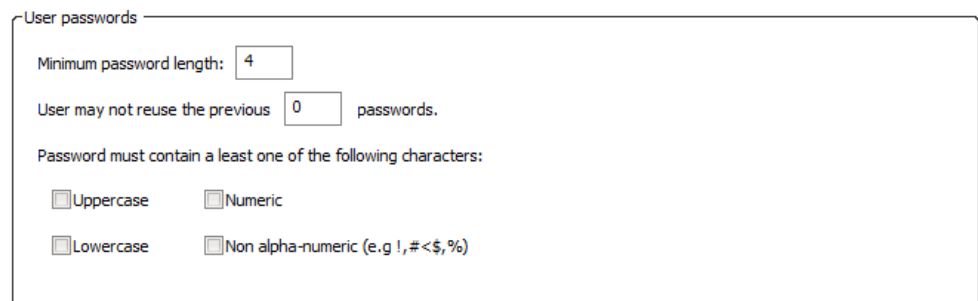 User passwords
Minimum password length: 4
User may not reuse the previous 0 passwords.
Password must contain a least one of the following characters:
Uppercase Numeric
Lowercase Non alpha-numeric (e.g !,#<$,%)